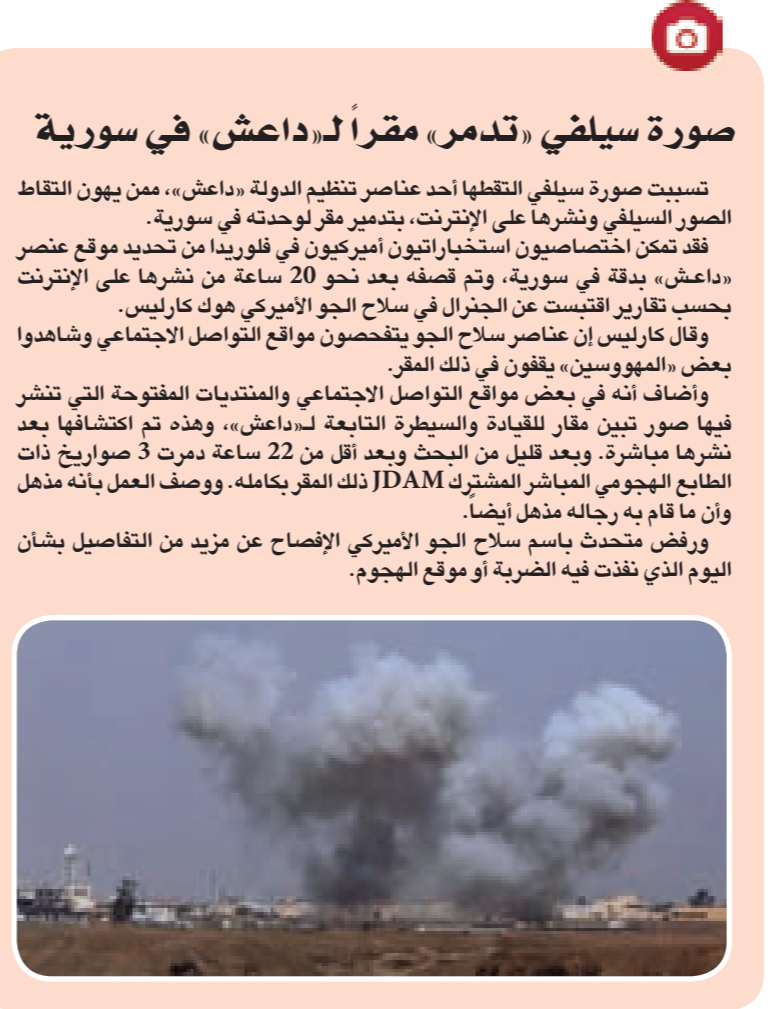 صورة سيلفي «تدمر» مقراً لـ«داعش» في سورية
تسببت صورة سيلفي التقطها أحد عناصر تنظيم الدولة «داعش»، ممن يهون التقاط
الصور السيلفي ونشرها على الإنترنت، بتدمير مقر لوحدته في سورية.
فقد تمكن اختصاصيون استخباراتيون أميركيون في فلوريدا من تحديد موقع عنصر
«داعش» بدقة في سورية، وتم قصفه بعد نحو 20 ساعة من نشرها على الإنترنت
بحسب تقارير اقتبست عن الجنرال في سلاح الجو الأميركي هوك كارليس.
وقال كارليس إن عناصر سلاح الجو يتفحصون مواقع التواصل الاجتماعي وشاهدوا
بعض «المهووسين» يقفون في ذلك المقر.
وأضاف أنه في بعض مواقع التواصل الاجتماعي والمنتديات المفتوحة التي تنشر
فيها صور تبين مقار للقيادة والسيطرة التابعة لـ«داعش»، وهذه تم اكتشافها بعد
نشرها مباشرة. وبعد قليل من البحث وبعد أقل من 22 ساعة دمرت 3 صواريخ ذات
الطابع الهجومي المباشر المشترك JDAM ذلك المقر بكامله. ووصف العمل بأنه مذهل
وأن ما قام به رجاله مذهل أيضاً.
ورفض متحدث باسم سلاح الجو الأميركي الإفصاح عن مزيد من التفاصيل بشأن
اليوم الذي نفذت فيه الضربة أو موقع الهجوم.